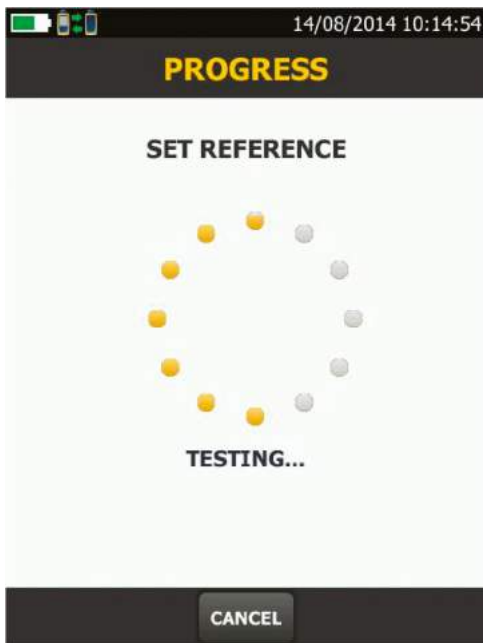 14/08/2014 10:14:54
PROGRESS
SET REFERENCE
TESTING...
CANCEL